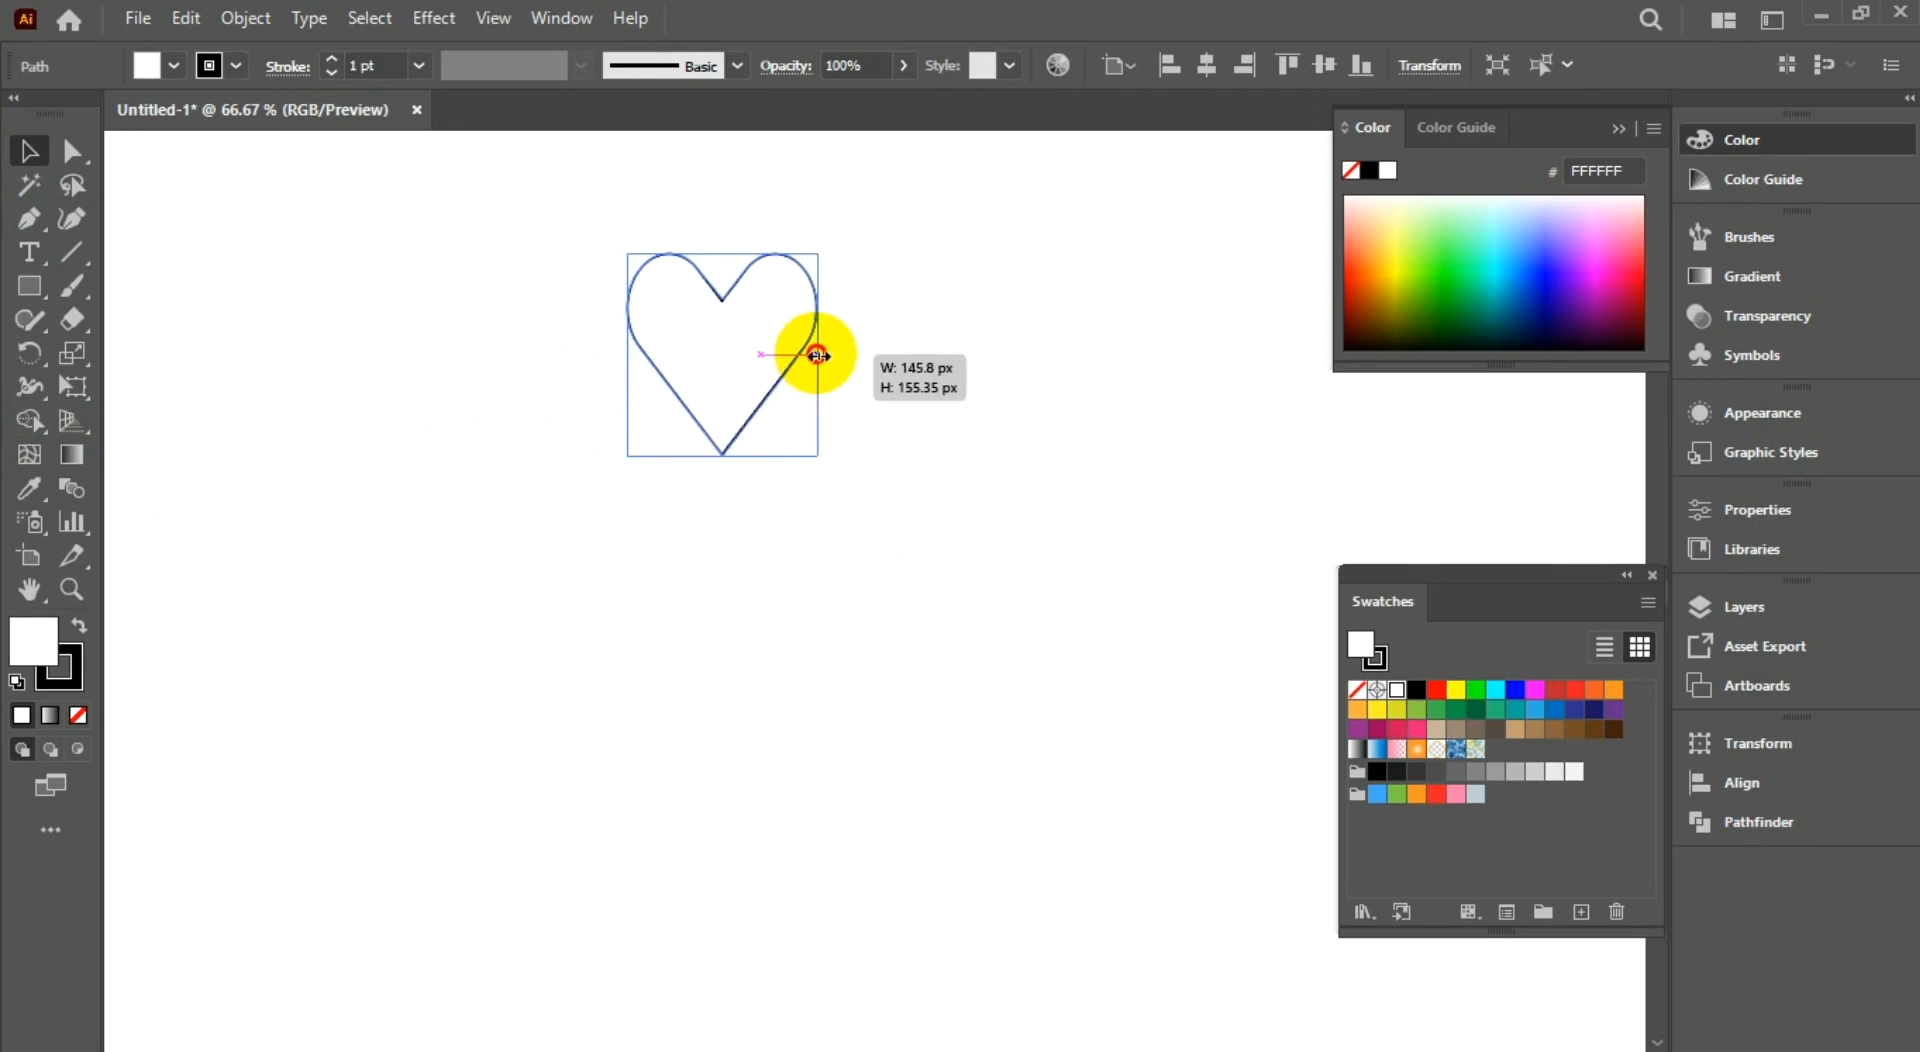 Ai File Edit Object Type Select Effect View Window Help
Path Stroke: 1 pt Basic Opacity: 100% Style: Transform
Untitled-1* @ 66.67 % (RGB/Preview)
Color Color Guide
# FFFFFF
W: 145.8 px
H: 155.35 px
Swatches
Color
Color Guide
Brushes
Gradient
Transparency
Symbols
Appearance
Graphic Styles
Properties
Libraries
Layers
Asset Export
Artboards
Transform
Align
Pathfinder